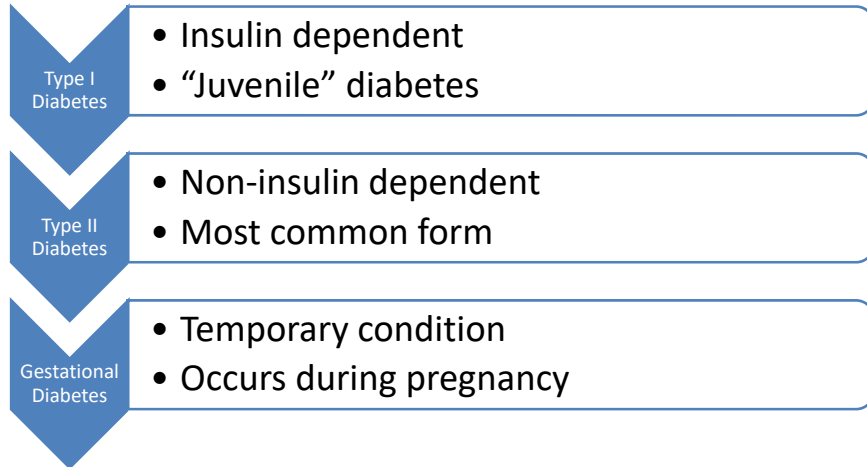 Type I
Diabetes
• Insulin dependent
• “Juvenile” diabetes
Type II
Diabetes
• Non-insulin dependent
• Most common form
Gestational
Diabetes
• Temporary condition
• Occurs during pregnancy